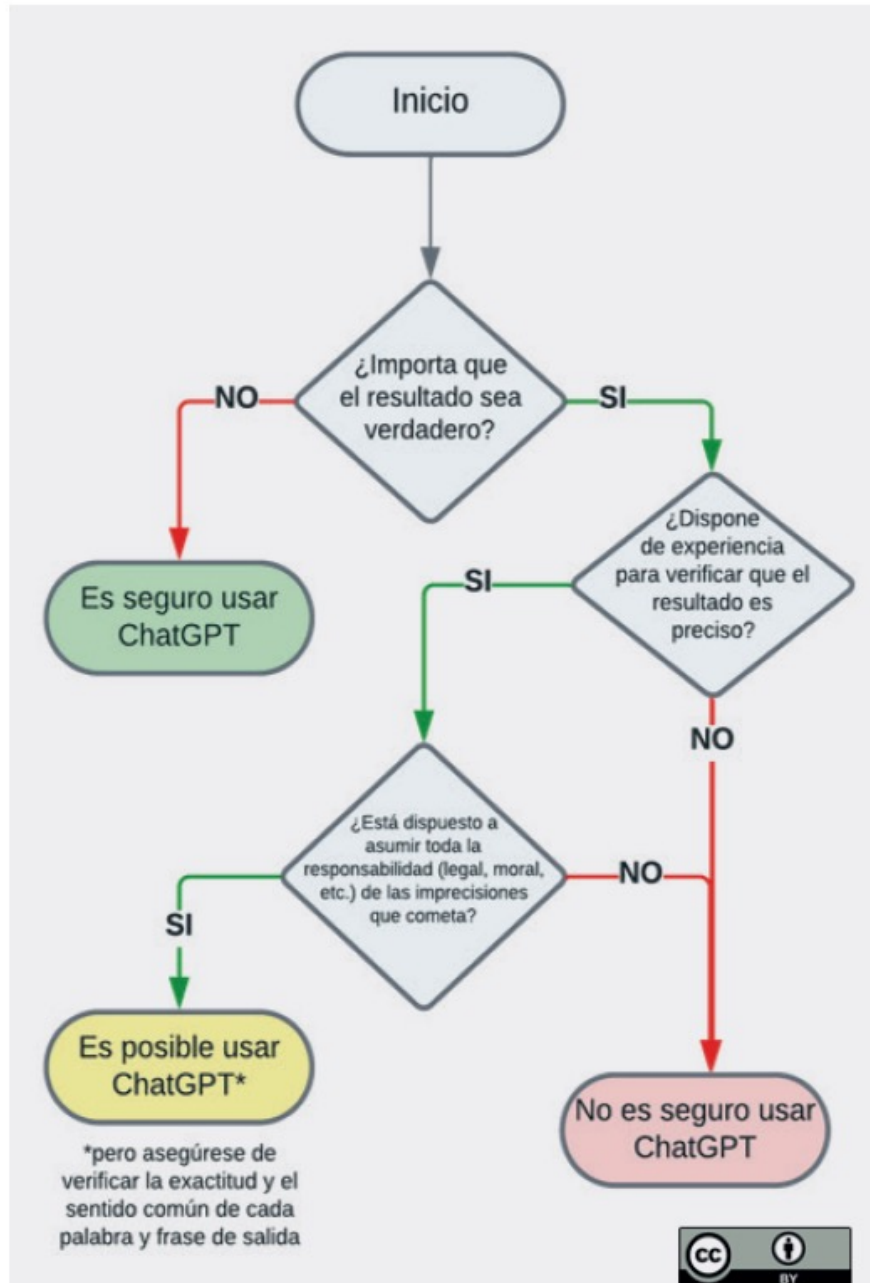 Inicio
¿Importa que
el resultado sea
verdadero?
NO
SI
¿Dispone
de experiencia
para verificar que el
resultado es
preciso?
Es seguro usar
ChatGPT
SI
NO
¿Está dispuesto a
asumir toda la
responsabilidad (legal, moral,
etc.) de las imprecisiones
que cometa?
NO
SI
Es posible usar
ChatGPT*
No es seguro usar
ChatGPT
*pero asegúrese de
verificar la exactitud y el
sentido común de cada
palabra y frase de salida
cc
BY